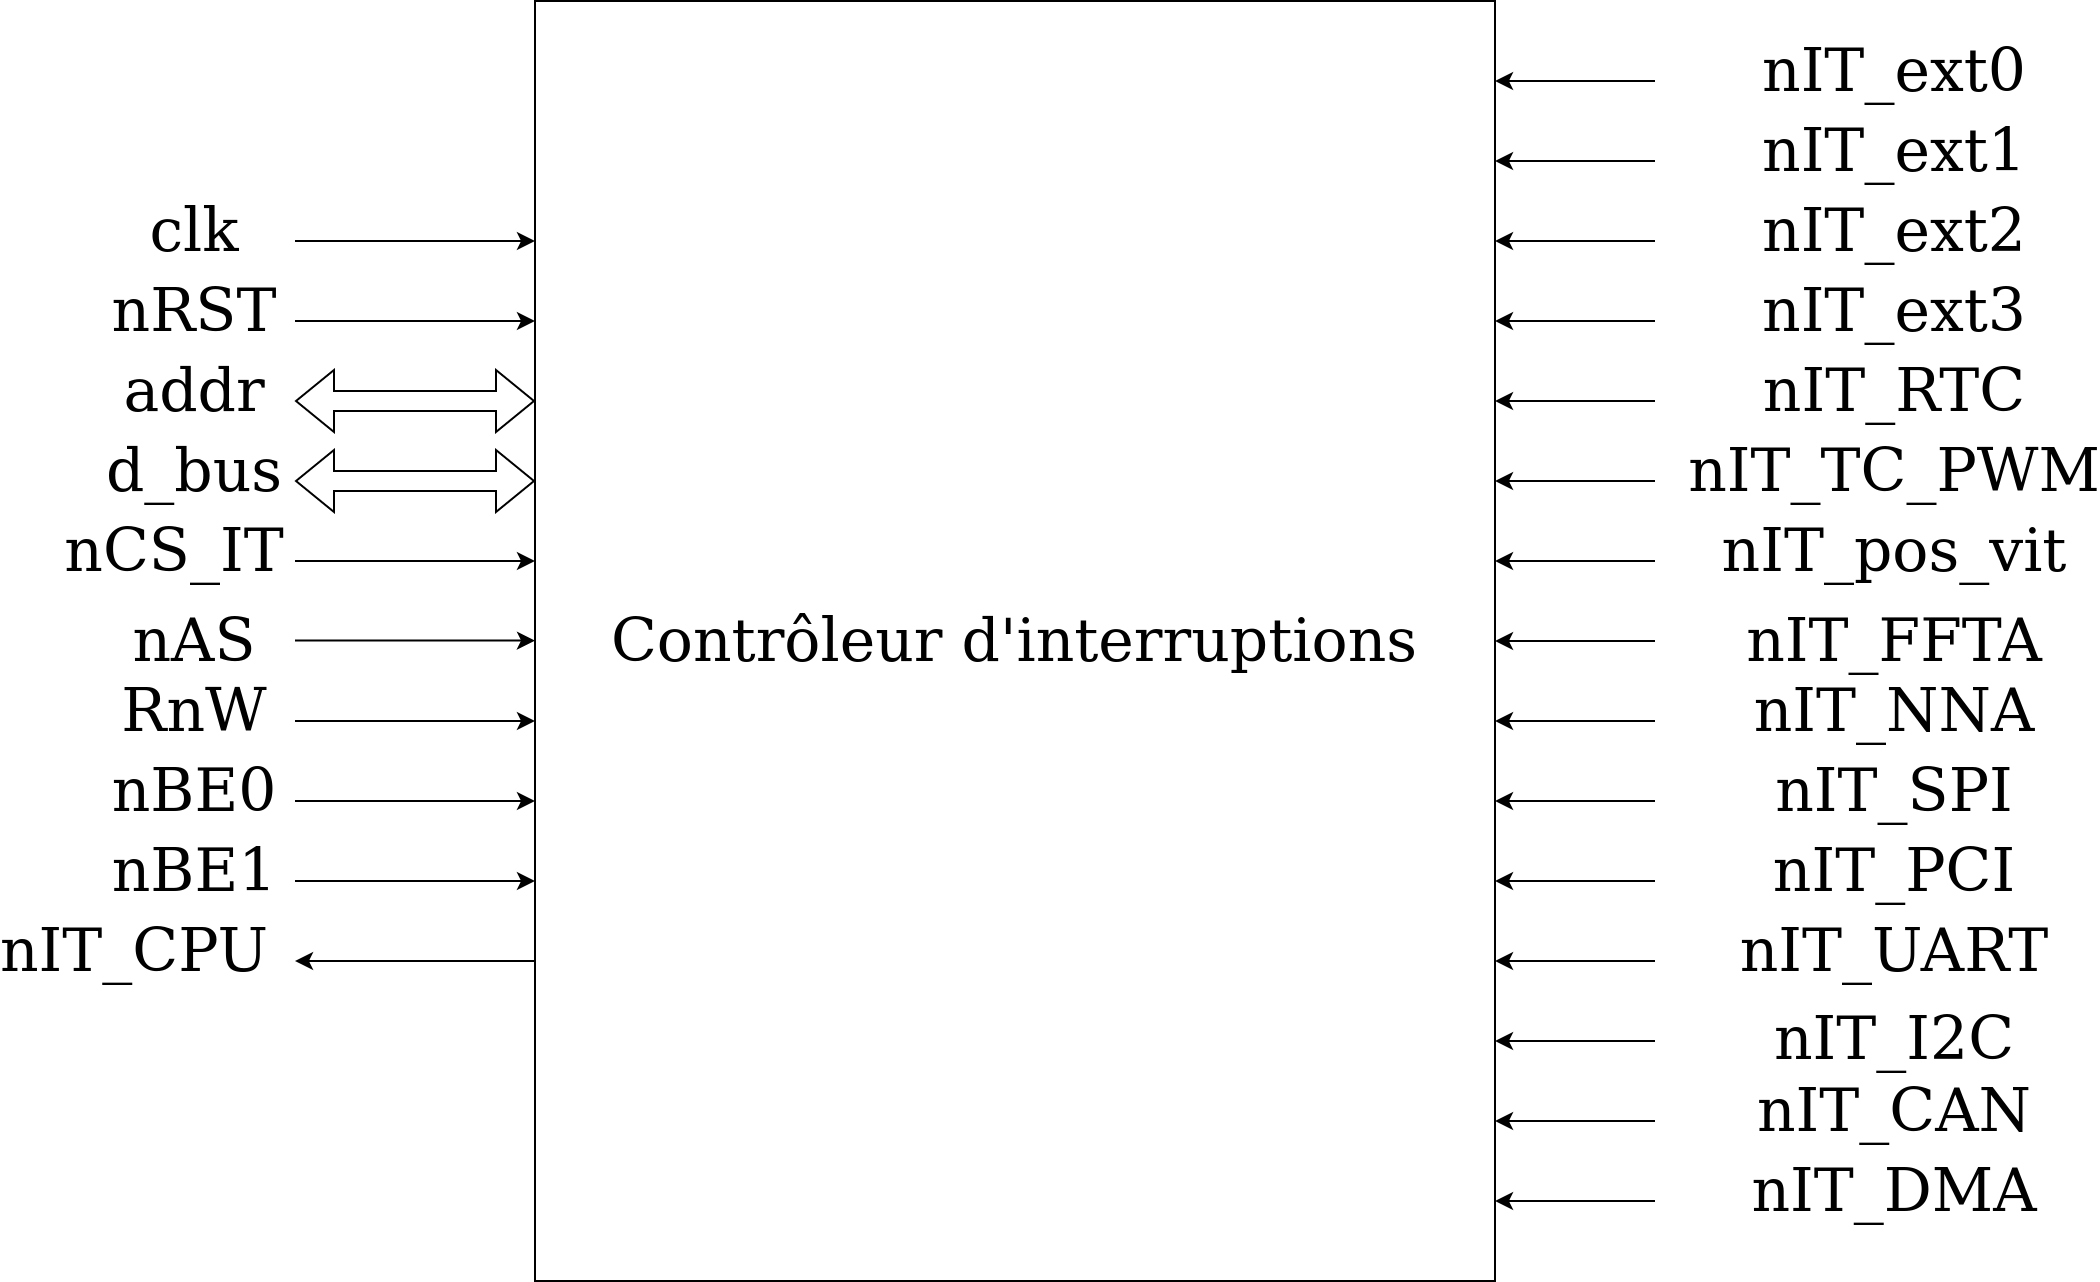 clk
nRST
addr
d_bus
nCS_IT
nAS
RnW
nBE0
nBE1
nIT_CPU
Contrôleur d'interruptions
nIT_ext0
nIT_ext1
nIT_ext2
nIT_ext3
nIT_RTC
nIT_TC_PWM
nIT_pos_vit
nIT_FFTA
nIT_NNA
nIT_SPI
nIT_PCI
nIT_UART
nIT_I2C
nIT_CAN
nIT_DMA